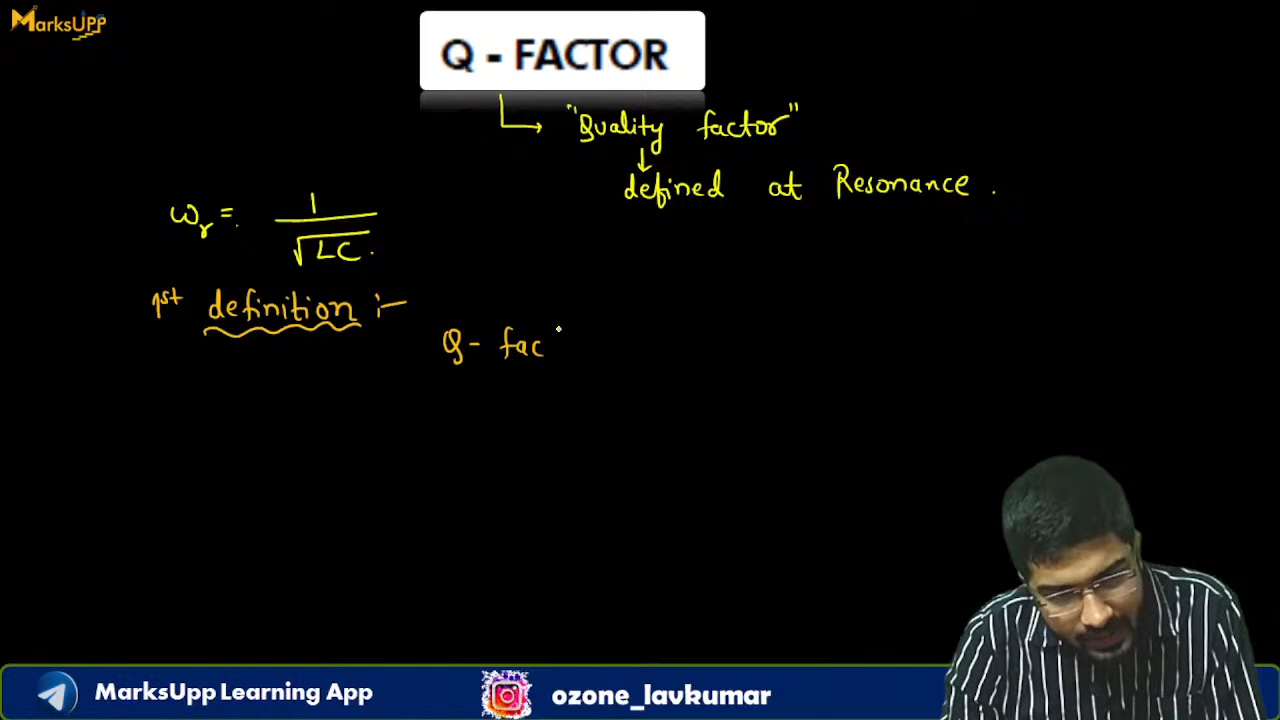 MarksUPP
Q - FACTOR
"Quality factor"
defined at Resonance .
ωr = 1 / √LC .
1st definition :-
Q - fac
MarksUpp Learning App
ozone_lavkumar